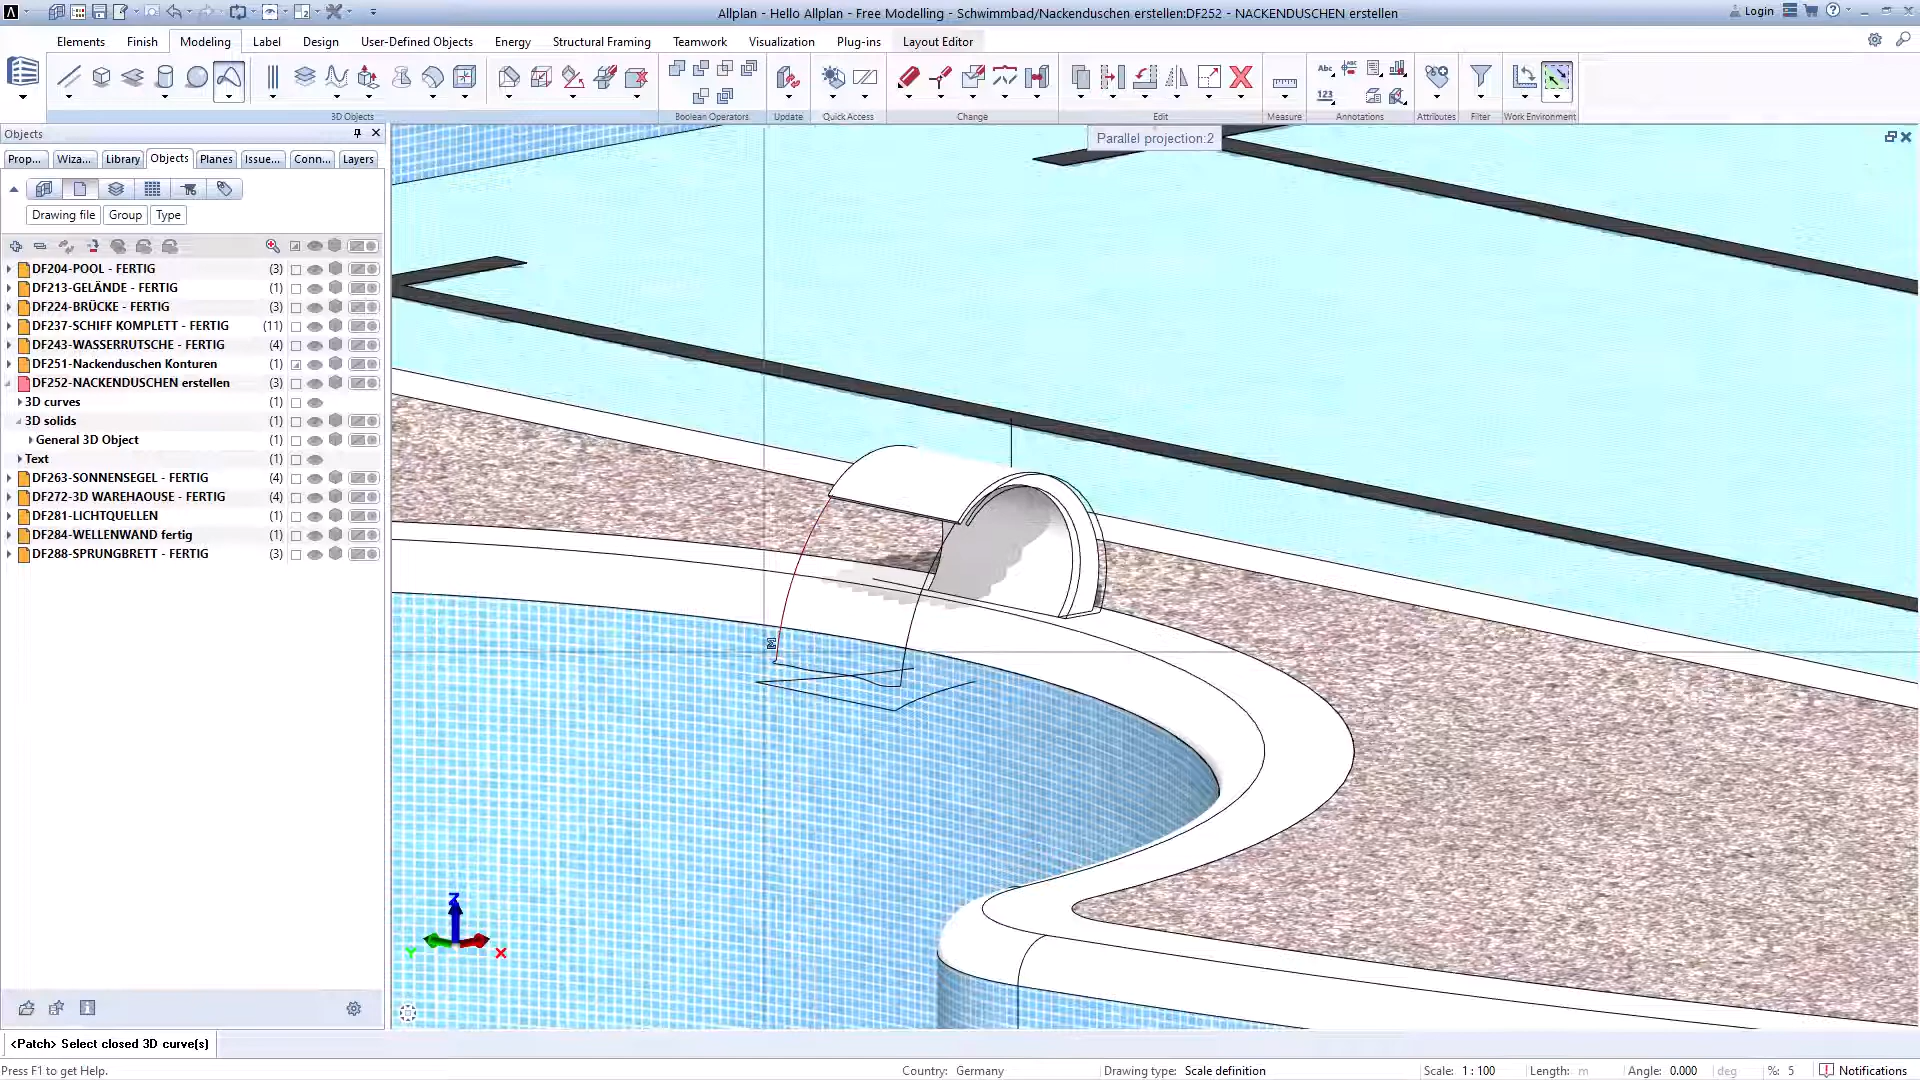 Allplan - Hello Allplan - Free Modelling - Schwimmbad/Nackenduschen erstellen:DF252 - NACKENDUSCHEN erstellen
Login
Elements Finish Modeling Label Design User-Defined Objects Energy Structural Framing Teamwork Visualization Plug-ins Layout Editor
Abc
123
3D Objects Boolean Operators Update Quick Access Change Edit Measure Annotations Attributes Filter Work Environment
Objects
Parallel projection:2
Prop... Wiza... Library Objects Planes Issue... Conn... Layers
Drawing file Group Type
DF204-POOL - FERTIG (3)
DF213-GELÄNDE - FERTIG (1)
DF224-BRÜCKE - FERTIG (3)
DF237-SCHIFF KOMPLETT - FERTIG (11)
DF243-WASSERRUTSCHE - FERTIG (4)
DF251-Nackenduschen Konturen (1)
DF252-NACKENDUSCHEN erstellen (3)
3D curves (1)
3D solids (1)
General 3D Object (1)
Text (1)
DF263-SONNENSEGEL - FERTIG (4)
DF272-3D WAREHAOUSE - FERTIG (4)
DF281-LICHTQUELLEN (1)
DF284-WELLENWAND fertig (1)
DF288-SPRUNGBRETT - FERTIG (3)
Z
Y X
<Patch> Select closed 3D curve(s)
Press F1 to get Help. Country: Germany Drawing type: Scale definition Scale: 1 : 100 Length: m Angle: 0.000 deg %: 5 Notifications